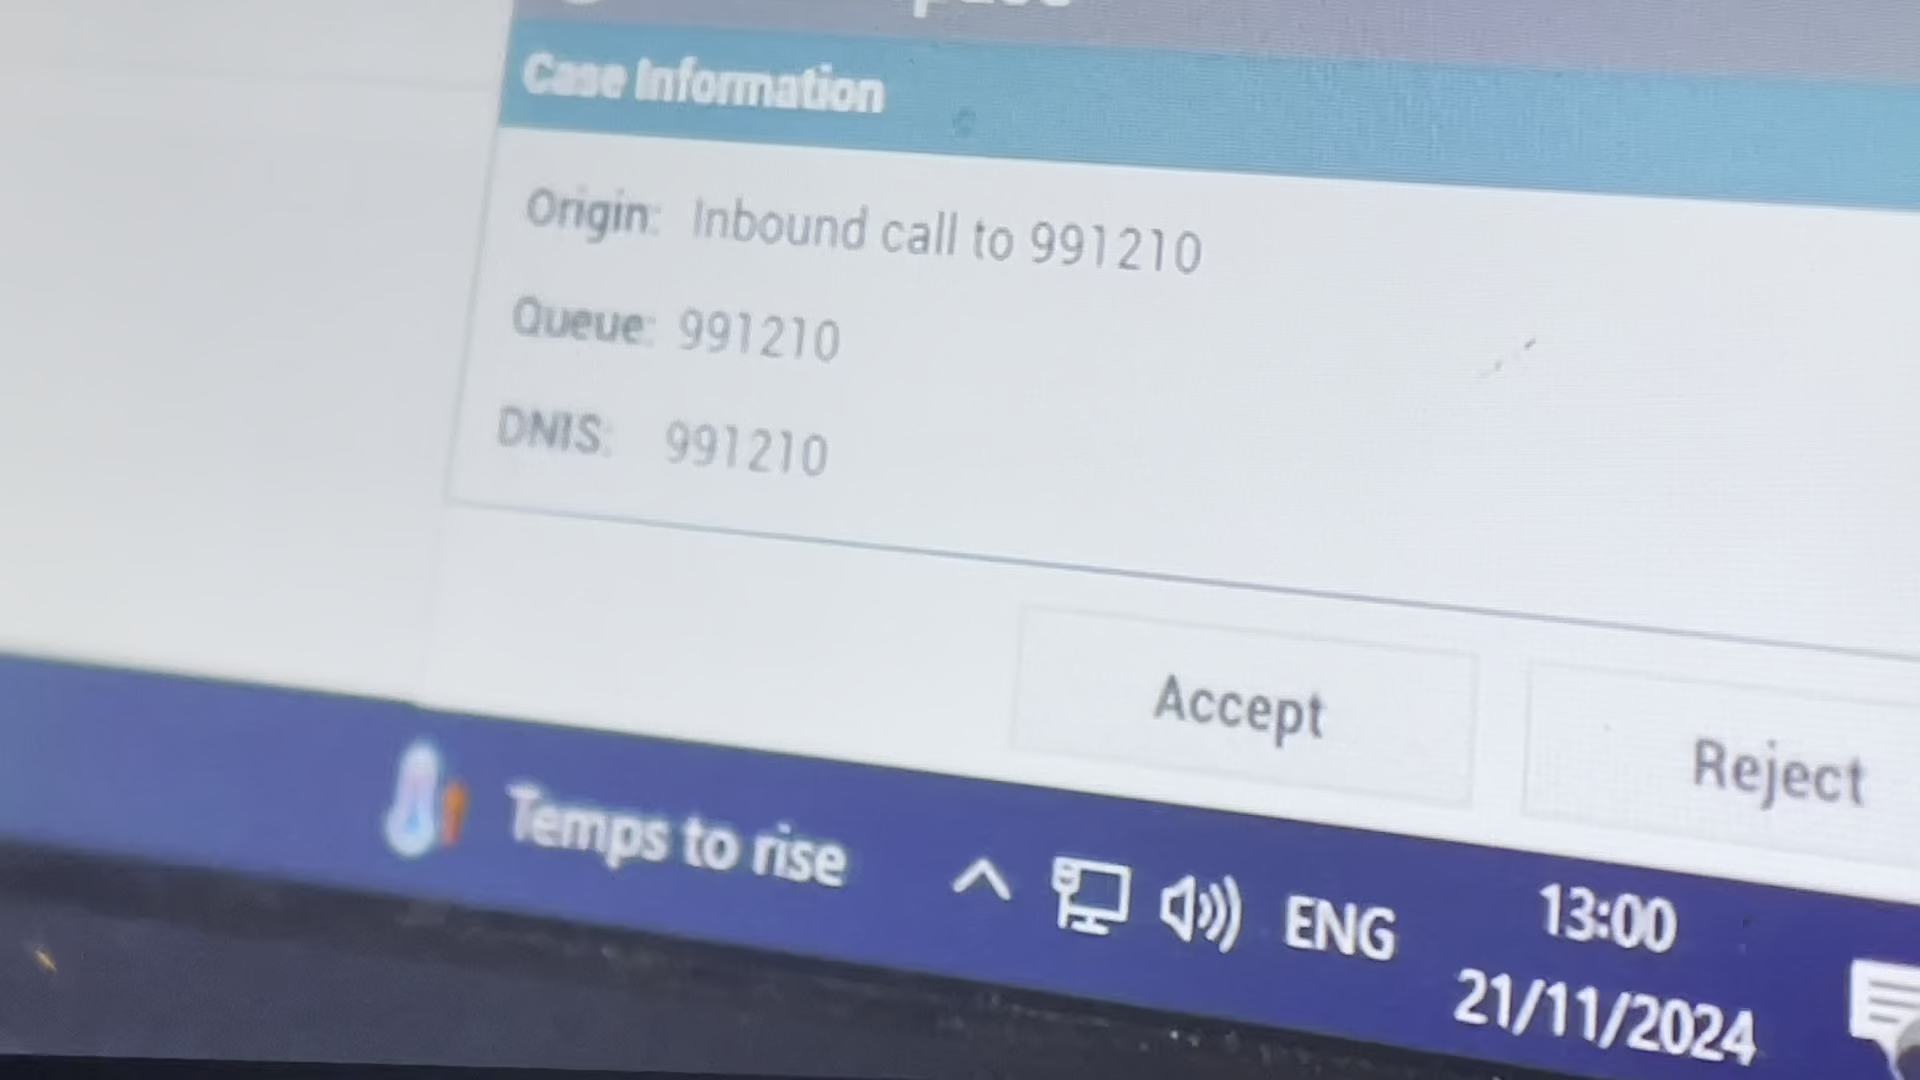 Case Information
Origin: Inbound call to 991210
Queue: 991210
DNIS: 991210
Accept
Reject
Temps to rise
ENG
13:00
21/11/2024